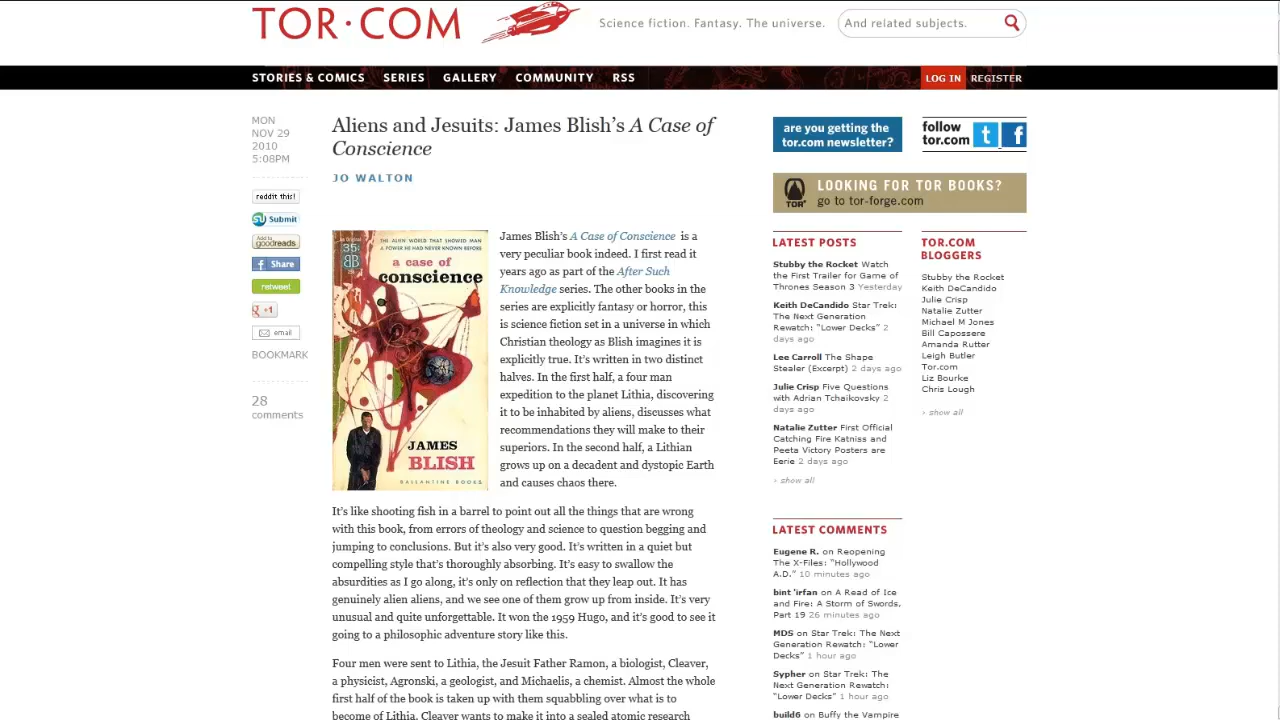 TOR·COM
Science fiction. Fantasy. The universe.
And related subjects.
STORIES & COMICS SERIES GALLERY COMMUNITY RSS
LOG IN REGISTER
MON
NOV 29
2010
5:08PM
reddit this!
Submit
Add to
goodreads
Share
retweet
+1
email
BOOKMARK
28
comments
Aliens and Jesuits: James Blish’s A Case of
Conscience
JO WALTON
35¢
BB
THE ALIEN WORLD THAT SHOWED MAN
A POWER HE HAD NEVER KNOWN BEFORE
a case of
conscience
JAMES
BLISH
BALLANTINE BOOKS
James Blish’s A Case of Conscience is a
very peculiar book indeed. I first read it
years ago as part of the After Such
Knowledge series. The other books in the
series are explicitly fantasy or horror, this
is science fiction set in a universe in which
Christian theology as Blish imagines it is
explicitly true. It’s written in two distinct
halves. In the first half, a four man
expedition to the planet Lithia, discovering
it to be inhabited by aliens, discusses what
recommendations they will make to their
superiors. In the second half, a Lithian
grows up on a decadent and dystopic Earth
and causes chaos there.
It’s like shooting fish in a barrel to point out all the things that are wrong
with this book, from errors of theology and science to question begging and
jumping to conclusions. But it’s also very good. It’s written in a quiet but
compelling style that’s thoroughly absorbing. It’s easy to swallow the
absurdities as I go along, it’s only on reflection that they leap out. It has
genuinely alien aliens, and we see one of them grow up from inside. It’s very
unusual and quite unforgettable. It won the 1959 Hugo, and it’s good to see it
going to a philosophic adventure story like this.
Four men were sent to Lithia, the Jesuit Father Ramon, a biologist, Cleaver,
a physicist, Agronski, a geologist, and Michaelis, a chemist. Almost the whole
first half of the book is taken up with them squabbling over what is to
become of Lithia. Cleaver wants to make it into a sealed atomic research
are you getting the
tor.com newsletter?
follow
tor.com
t f
TOR
LOOKING FOR TOR BOOKS?
go to tor-forge.com
LATEST POSTS
Stubby the Rocket Watch
the First Trailer for Game of
Thrones Season 3 Yesterday
Keith DeCandido Star Trek:
The Next Generation
Rewatch: “Lower Decks” 2
days ago
Lee Carroll The Shape
Stealer (Excerpt) 2 days ago
Julie Crisp Five Questions
with Adrian Tchaikovsky 2
days ago
Natalie Zutter First Official
Catching Fire Katniss and
Peeta Victory Posters are
Eerie 2 days ago
› show all
TOR.COM
BLOGGERS
Stubby the Rocket
Keith DeCandido
Julie Crisp
Natalie Zutter
Michael M Jones
Bill Capossere
Amanda Rutter
Leigh Butler
Tor.com
Liz Bourke
Chris Lough
› show all
LATEST COMMENTS
Eugene R. on Reopening
The X-Files: “Hollywood
A.D.” 10 minutes ago
bint 'irfan on A Read of Ice
and Fire: A Storm of Swords,
Part 19 26 minutes ago
MDS on Star Trek: The Next
Generation Rewatch: “Lower
Decks” 1 hour ago
Sypher on Star Trek: The
Next Generation Rewatch:
“Lower Decks” 1 hour ago
build6 on Buffy the Vampire